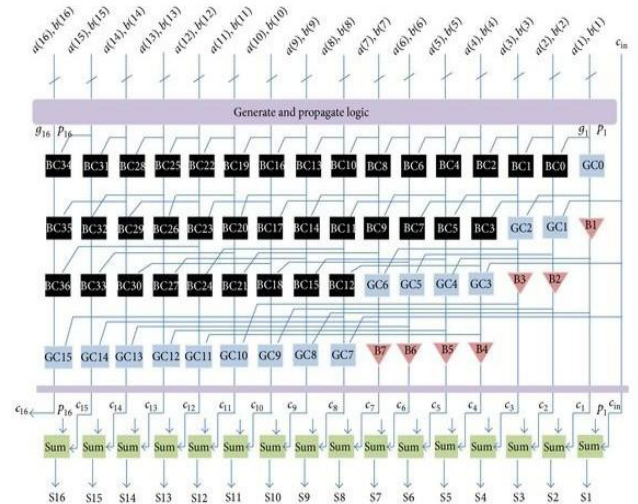 a(16), b(16) a(15), b(15) a(14), b(14) a(13), b(13) a(12), b(12) a(11), b(11) a(10), b(10) a(9), b(9) a(8), b(8) a(7), b(7) a(6), b(6) a(5), b(5) a(4), b(4) a(3), b(3) a(2), b(2) a(1), b(1) cin
Generate and propagate logic
g16 p16 g1 p1
BC34 BC31 BC28 BC25 BC22 BC19 BC16 BC13 BC10 BC8 BC6 BC4 BC2 BC1 BC0 GC0
BC35 BC32 BC29 BC26 BC23 BC20 BC17 BC14 BC11 BC9 BC7 BC5 BC3 GC2 GC1 B1
BC36 BC33 BC30 BC27 BC24 BC21 BC18 BC15 BC12 GC6 GC5 GC4 GC3 B3 B2
GC15 GC14 GC13 GC12 GC11 GC10 GC9 GC8 GC7 B7 B6 B5 B4
c16 p16 c15 c14 c13 c12 c11 c10 c9 c8 c7 c6 c5 c4 c3 c2 c1 p1 cin
Sum Sum Sum Sum Sum Sum Sum Sum Sum Sum Sum Sum Sum Sum Sum Sum
S16 S15 S14 S13 S12 S11 S10 S9 S8 S7 S6 S5 S4 S3 S2 S1